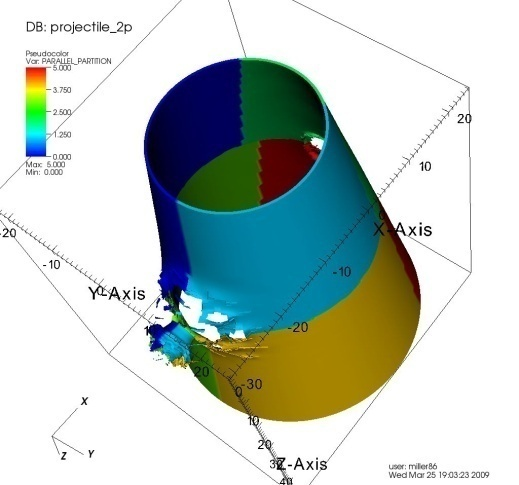 DB: projectile_2p
Pseudocolor
Var: PARALLEL_PARTITION
5.000
3.750
2.500
1.250
0.000
Max: 5.000
Min: 0.000
20
10
X-Axis
-10
-20
-30
-20
-10
Y-Axis
20
0
10
20
Z-Axis
40
X
Y
Z
user: miller86
Wed Mar 25 19:03:23 2009